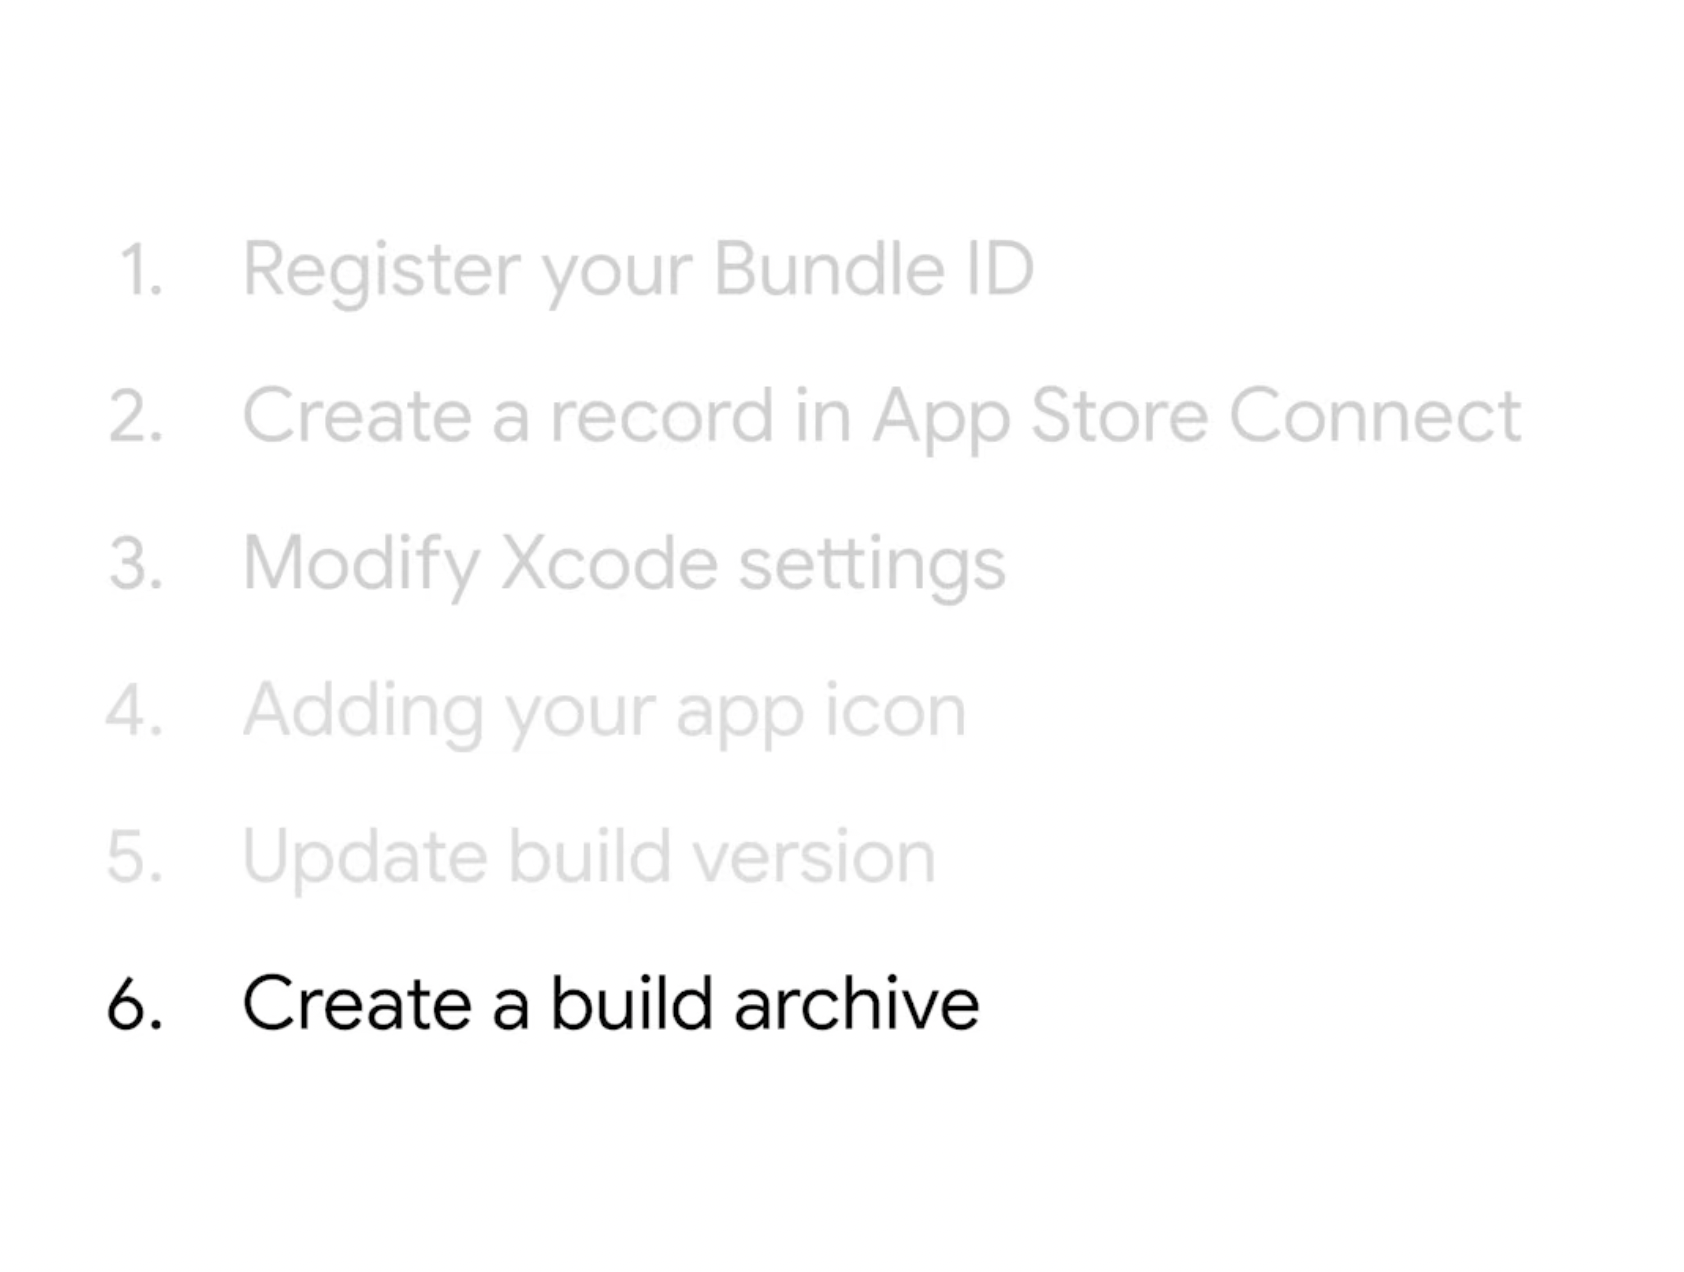 1. Register your Bundle ID
2. Create a record in App Store Connect
3. Modify Xcode settings
4. Adding your app icon
5. Update build version
6. Create a build archive